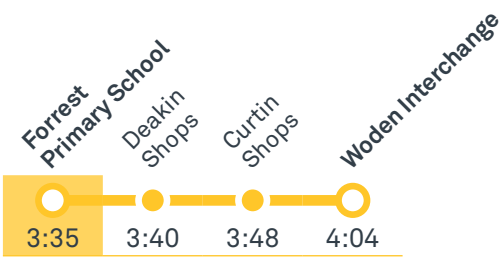 Forrest
Primary School
Deakin
Shops
Curtin
Shops
Woden Interchange
3:35
3:40
3:48
4:04